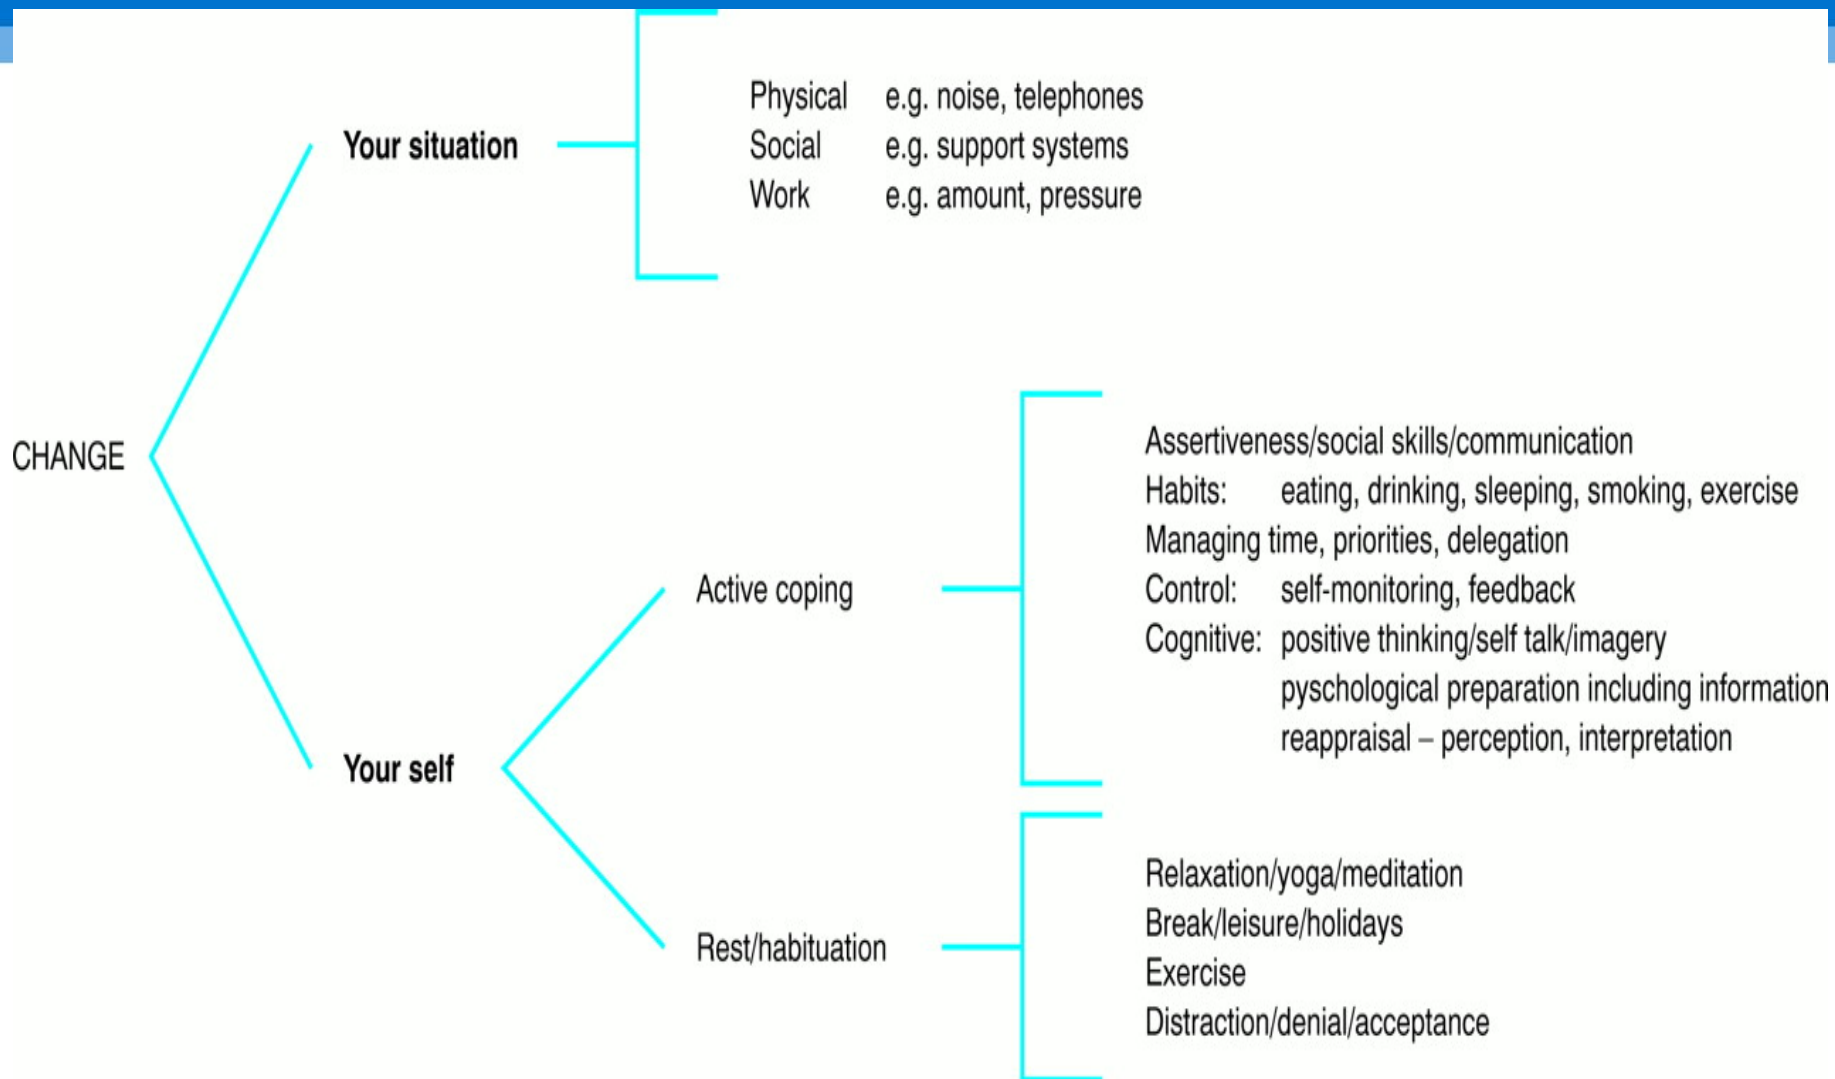 Physical e.g. noise, telephones
Your situation
Social e.g. support systems
Work e.g. amount, pressure
CHANGE
Assertiveness/social skills/communication
Habits: eating, drinking, sleeping, smoking, exercise
Managing time, priorities, delegation
Active coping
Control: self-monitoring, feedback
Cognitive: positive thinking/self talk/imagery
pyschological preparation including information
reappraisal – perception, interpretation
Your self
Rest/habituation
Relaxation/yoga/meditation
Break/leisure/holidays
Exercise
Distraction/denial/acceptance